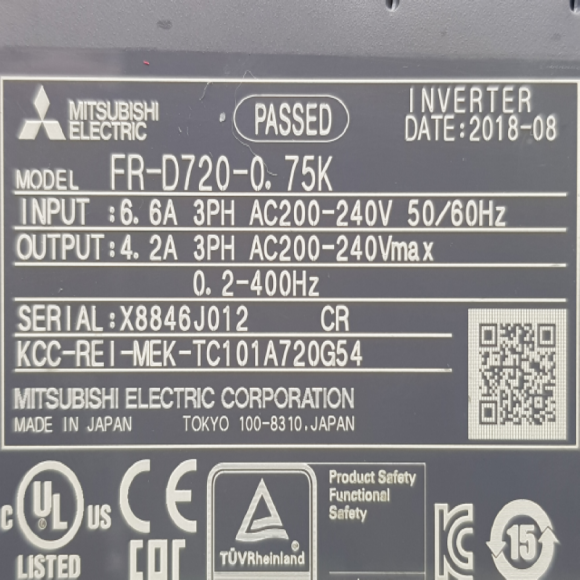 MITSUBISHI ELECTRIC
PASSED
INVERTER
DATE:2018-08
MODEL FR-D720-0.75K
INPUT :6.6A 3PH AC200-240V 50/60Hz
OUTPUT:4.2A 3PH AC200-240Vmax
0.2-400Hz
SERIAL:X8846J012 CR
KCC-REI-MEK-TC101A720G54
MITSUBISHI ELECTRIC CORPORATION
MADE IN JAPAN TOKYO 100-8310,JAPAN
C UL US
LISTED
CE
EAC
TÜVRheinland
Product Safety
Functional
Safety
KC
15